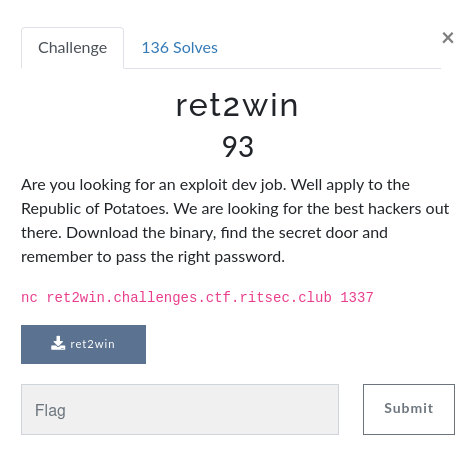 Challenge
136 Solves
×
ret2win
93
Are you looking for an exploit dev job. Well apply to the
Republic of Potatoes. We are looking for the best hackers out
there. Download the binary, find the secret door and
remember to pass the right password.
nc ret2win.challenges.ctf.ritsec.club 1337
ret2win
Flag
Submit